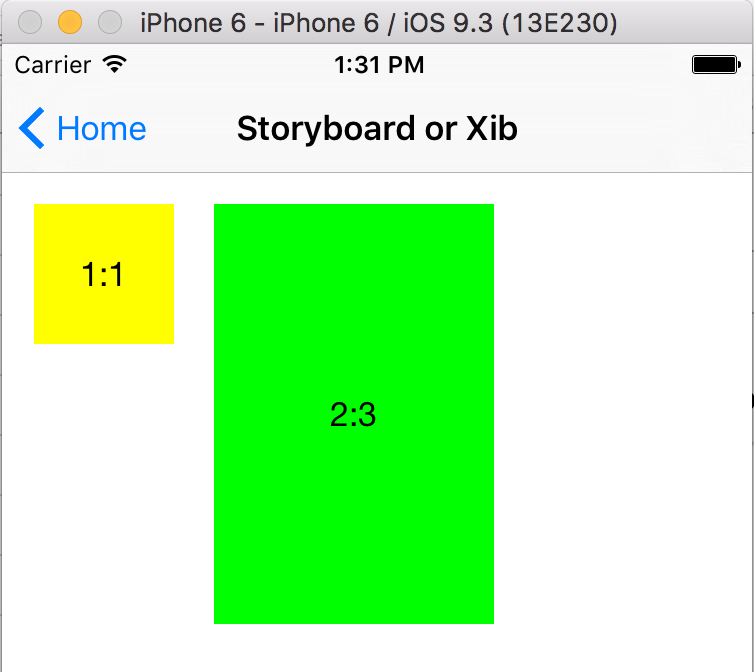 iPhone 6 - iPhone 6 / iOS 9.3 (13E230)
Carrier 1:31 PM
Home Storyboard or Xib
1:1
2:3